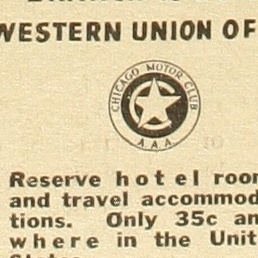 WESTERN UNION OF
CHICAGO MOTOR CLUB
A A A
Reserve hotel roor
and travel accommod
tions. Only 35c an
where in the Unit